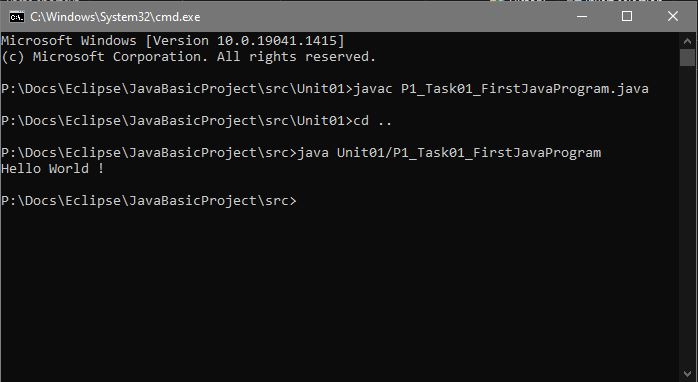 C:\Windows\System32\cmd.exe
Microsoft Windows [Version 10.0.19041.1415]
(c) Microsoft Corporation. All rights reserved.
P:\Docs\Eclipse\JavaBasicProject\src\Unit01>javac P1_Task01_FirstJavaProgram.java
P:\Docs\Eclipse\JavaBasicProject\src\Unit01>cd ..
P:\Docs\Eclipse\JavaBasicProject\src>java Unit01/P1_Task01_FirstJavaProgram
Hello World !
P:\Docs\Eclipse\JavaBasicProject\src>